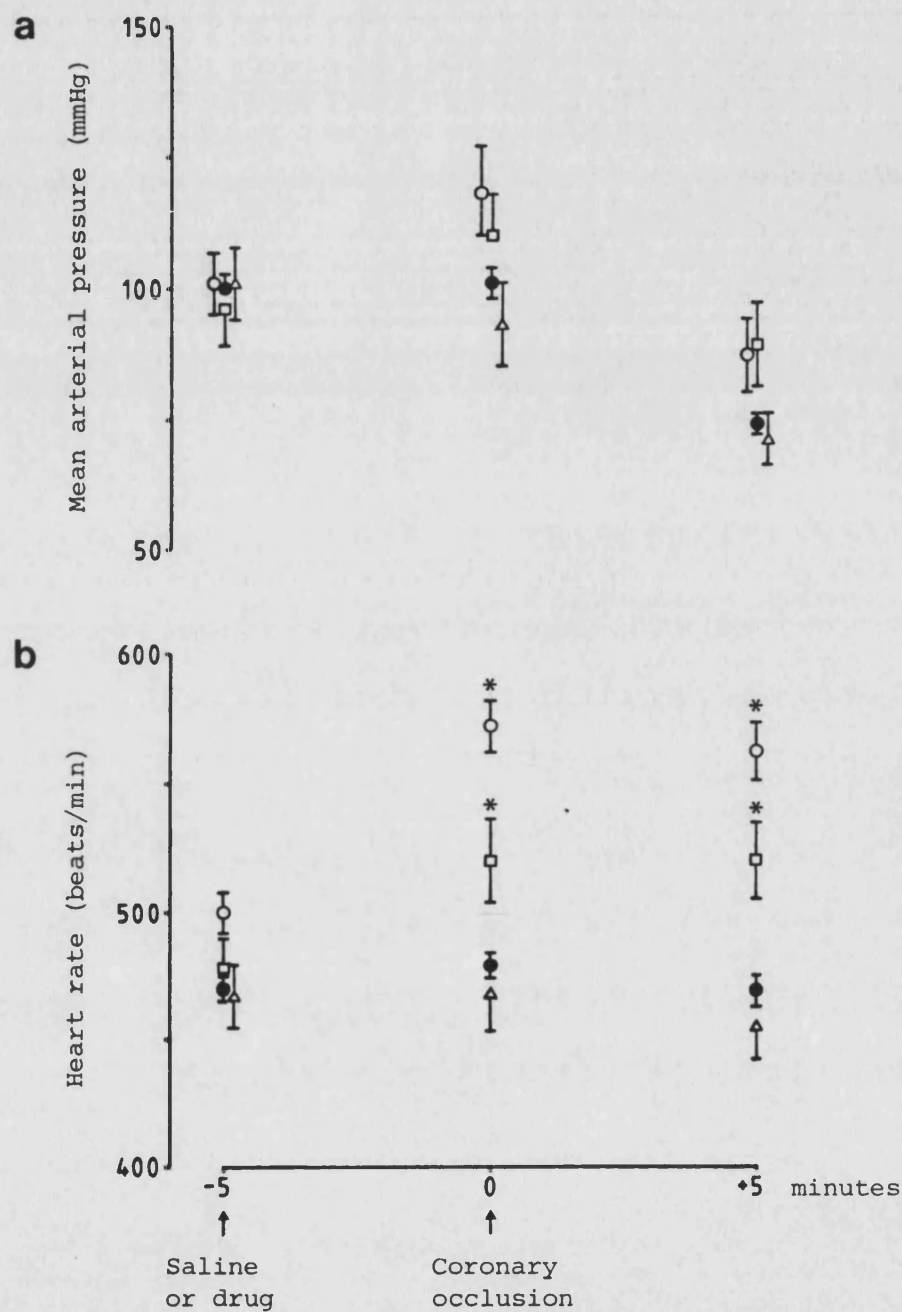 a
150
100
50
Mean arterial pressure (mmHg)
b
600
500
400
Heart rate (beats/min)
*
*
*
*
-5
0
+5
minutes
Saline
or drug
Coronary
occlusion